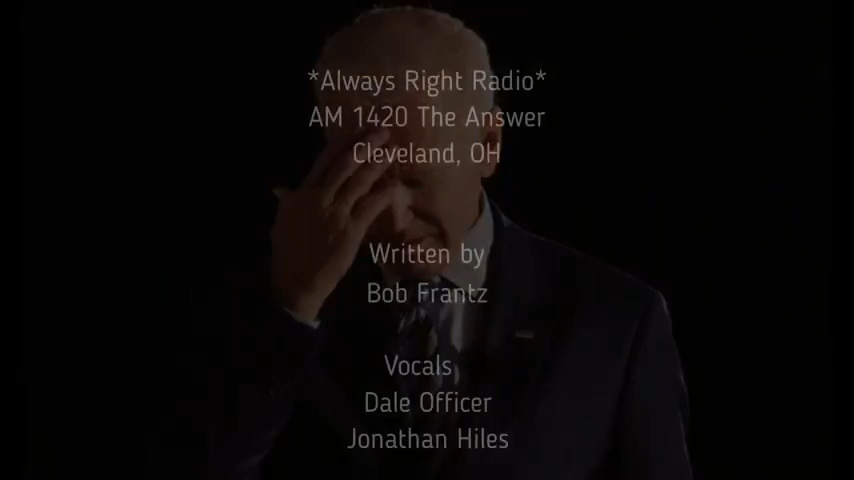 *Always Right Radio*
AM 1420 The Answer
Cleveland, OH
Written by
Bob Frantz
Vocals
Dale Officer
Jonathan Hiles